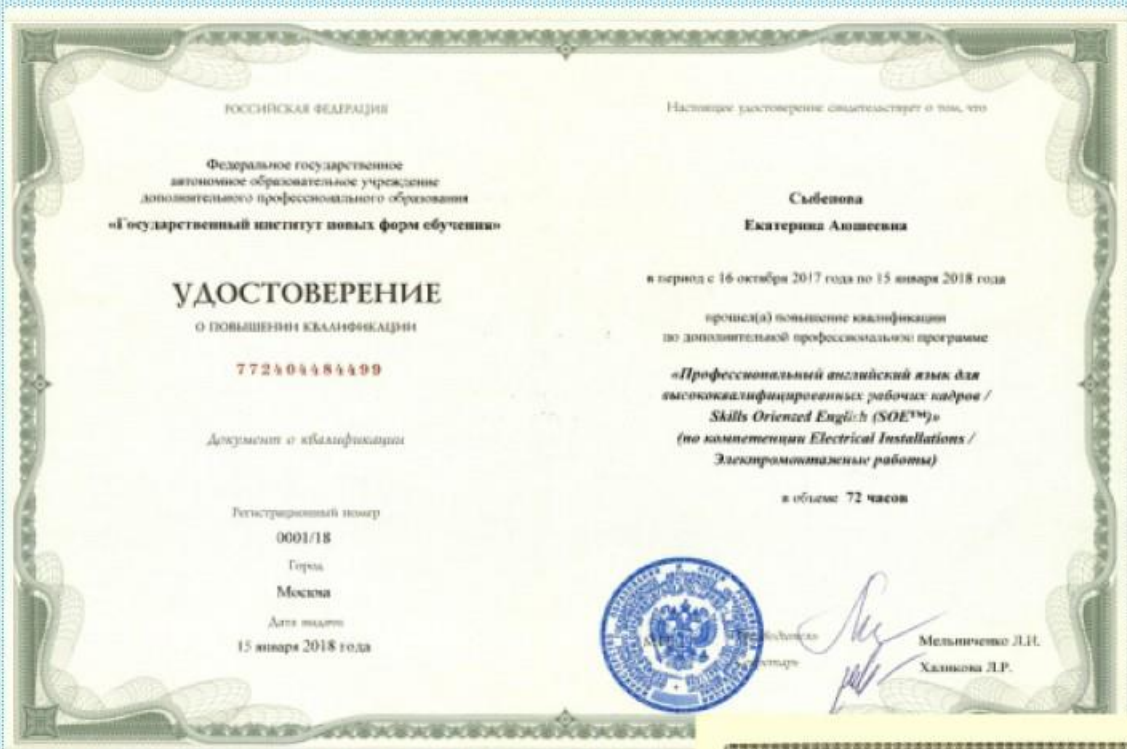 РОССИЙСКАЯ ФЕДЕРАЦИЯ
Федеральное государственное
автономное образовательное учреждение
дополнительного профессионального образования
«Государственный институт новых форм обучения»
УДОСТОВЕРЕНИЕ
О ПОВЫШЕНИИ КВАЛИФИКАЦИИ
772404484499
Документ о квалификации
Регистрационный номер
0001/18
Город
Москва
Дата выдачи
15 января 2018 года
Настоящее удостоверение свидетельствует о том, что
Сыбенова
Екатерина Аюшеевна
в период с 16 октября 2017 года по 15 января 2018 года
прошел(а) повышение квалификации
по дополнительной профессиональной программе
«Профессиональный английский язык для
высококвалифицированных рабочих кадров /
Skills Orienzed English (SOE™)»
(по компетенции Electrical Installations /
Электромонтажные работы)
в объеме 72 часов
Мельниченко Л.И.
Халикова Л.Р.